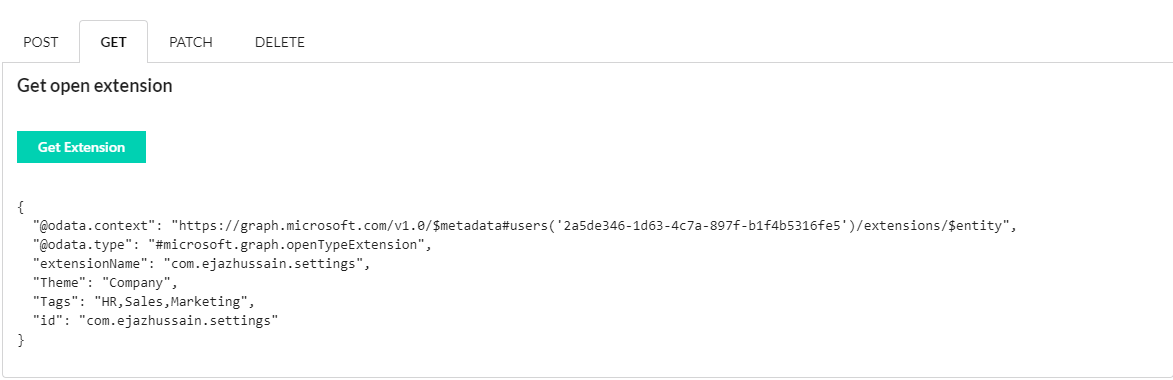 POST GET PATCH DELETE
Get open extension
Get Extension
{
"@odata.context": "https://graph.microsoft.com/v1.0/$metadata#users('2a5de346-1d63-4c7a-897f-b1f4b5316fe5')/extensions/$entity",
"@odata.type": "#microsoft.graph.openTypeExtension",
"extensionName": "com.ejazhussain.settings",
"Theme": "Company",
"Tags": "HR,Sales,Marketing",
"id": "com.ejazhussain.settings"
}